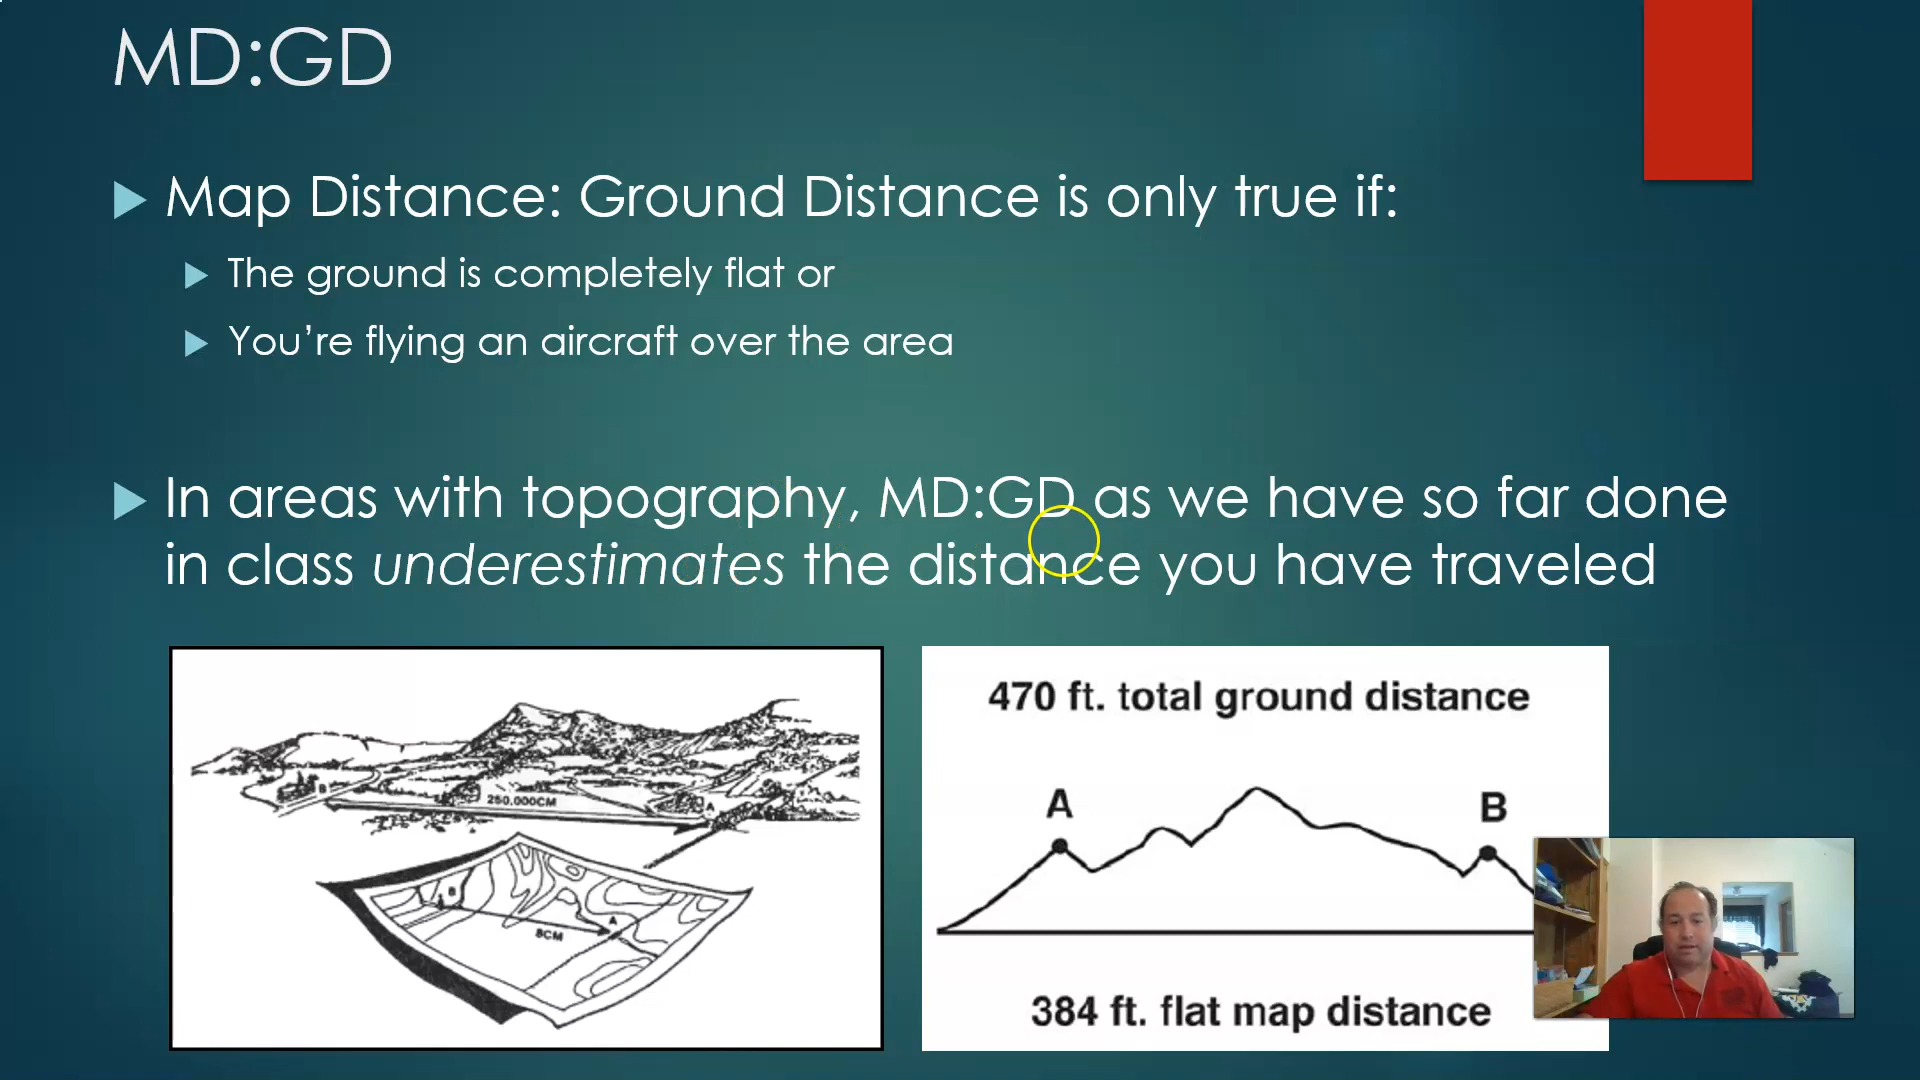 MD:GD
Map Distance: Ground Distance is only true if:
The ground is completely flat or
You're flying an aircraft over the area
In areas with topography, MD:GD as we have so far done
in class underestimates the distance you have traveled
B
250,000CM
A
B
A
8CM
470 ft. total ground distance
A
B
384 ft. flat map distance